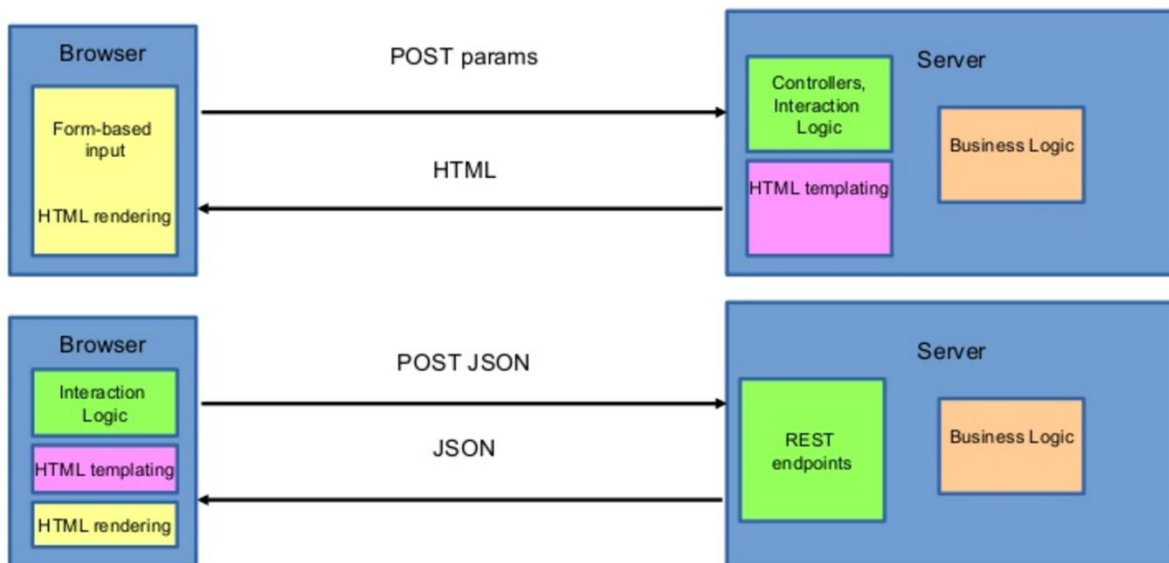 Browser
POST params
Server
Form-based
input
HTML rendering
Controllers,
Interaction
Logic
Business Logic
HTML
HTML templating
Browser
POST JSON
Server
Interaction
Logic
HTML templating
HTML rendering
JSON
REST
endpoints
Business Logic